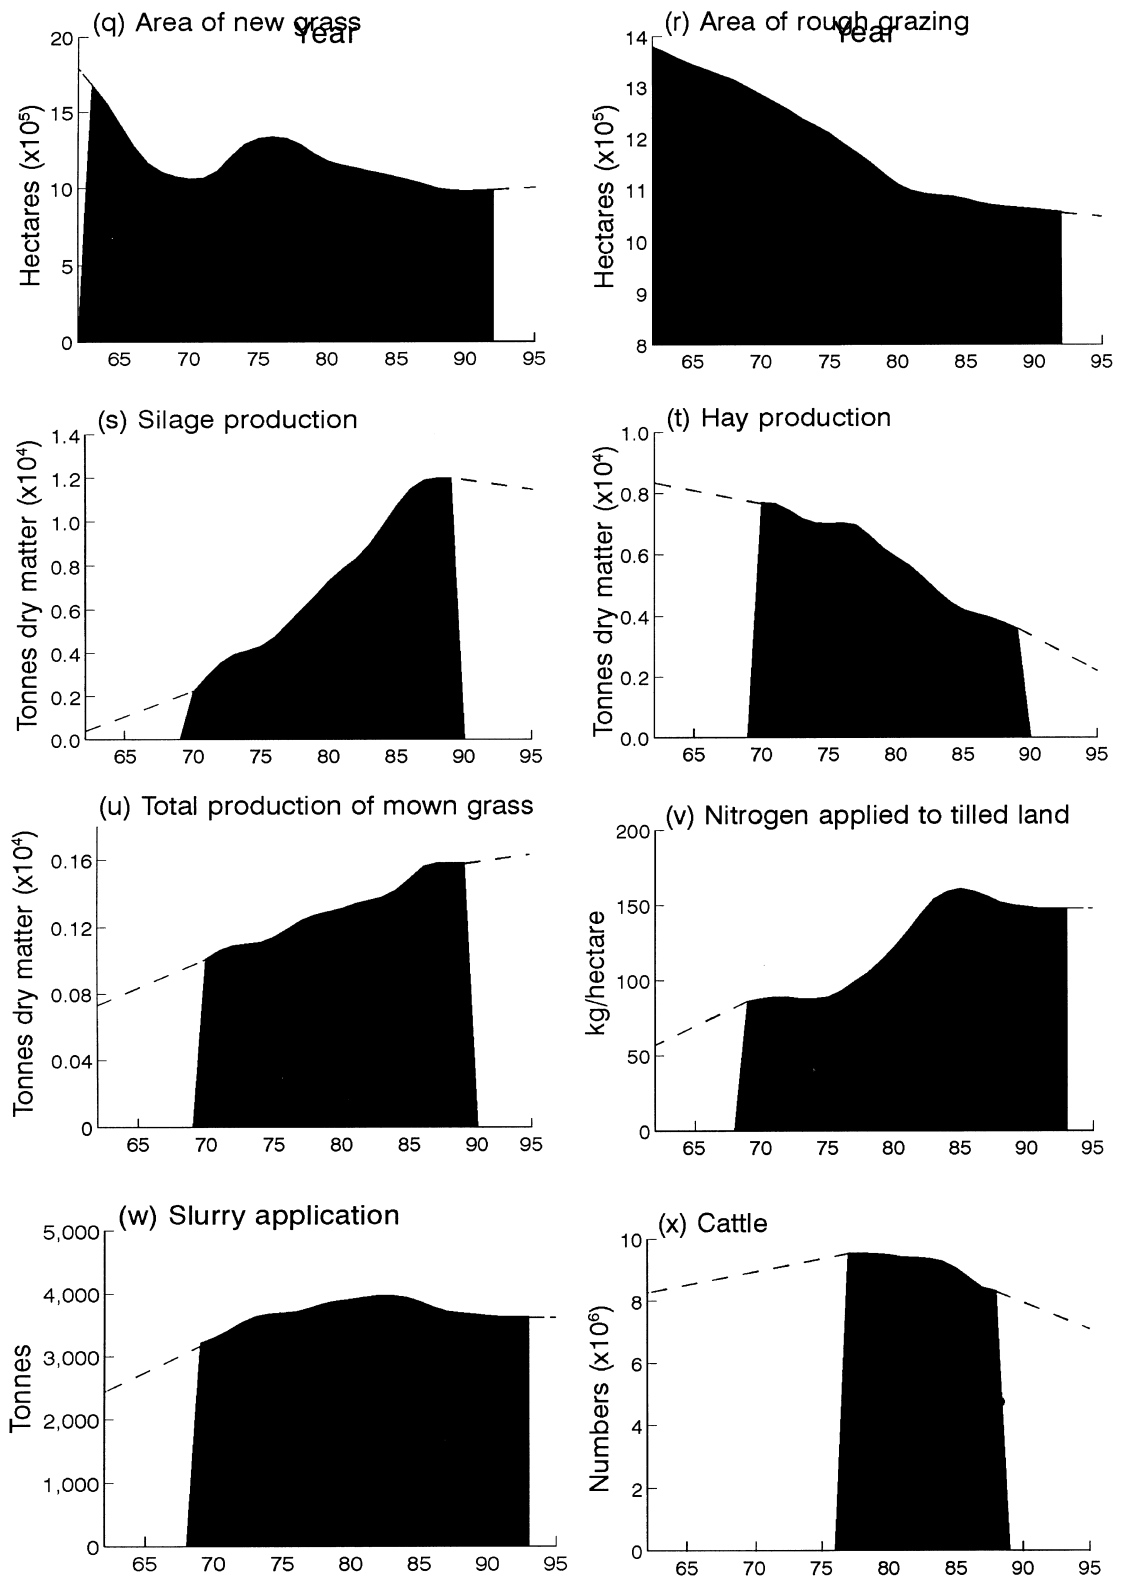 (q) Area of new grass
Year
20
15
10
5
0
Hectares (x10⁵)
65 70 75 80 85 90 95
(r) Area of rough grazing
Year
14
13
12
11
10
9
8
Hectares (x10⁵)
65 70 75 80 85 90 95
(s) Silage production
1.4
1.2
1.0
0.8
0.6
0.4
0.2
0.0
Tonnes dry matter (x10⁴)
65 70 75 80 85 90 95
(t) Hay production
1.0
0.8
0.6
0.4
0.2
0.0
Tonnes dry matter (x10⁴)
65 70 75 80 85 90 95
(u) Total production of mown grass
0.16
0.12
0.08
0.04
0
Tonnes dry matter (x10⁴)
65 70 75 80 85 90 95
(v) Nitrogen applied to tilled land
200
150
100
50
0
kg/hectare
65 70 75 80 85 90 95
(w) Slurry application
5,000
4,000
3,000
2,000
1,000
0
Tonnes
65 70 75 80 85 90 95
(x) Cattle
10
8
6
4
2
0
Numbers (x10⁶)
65 70 75 80 85 90 95